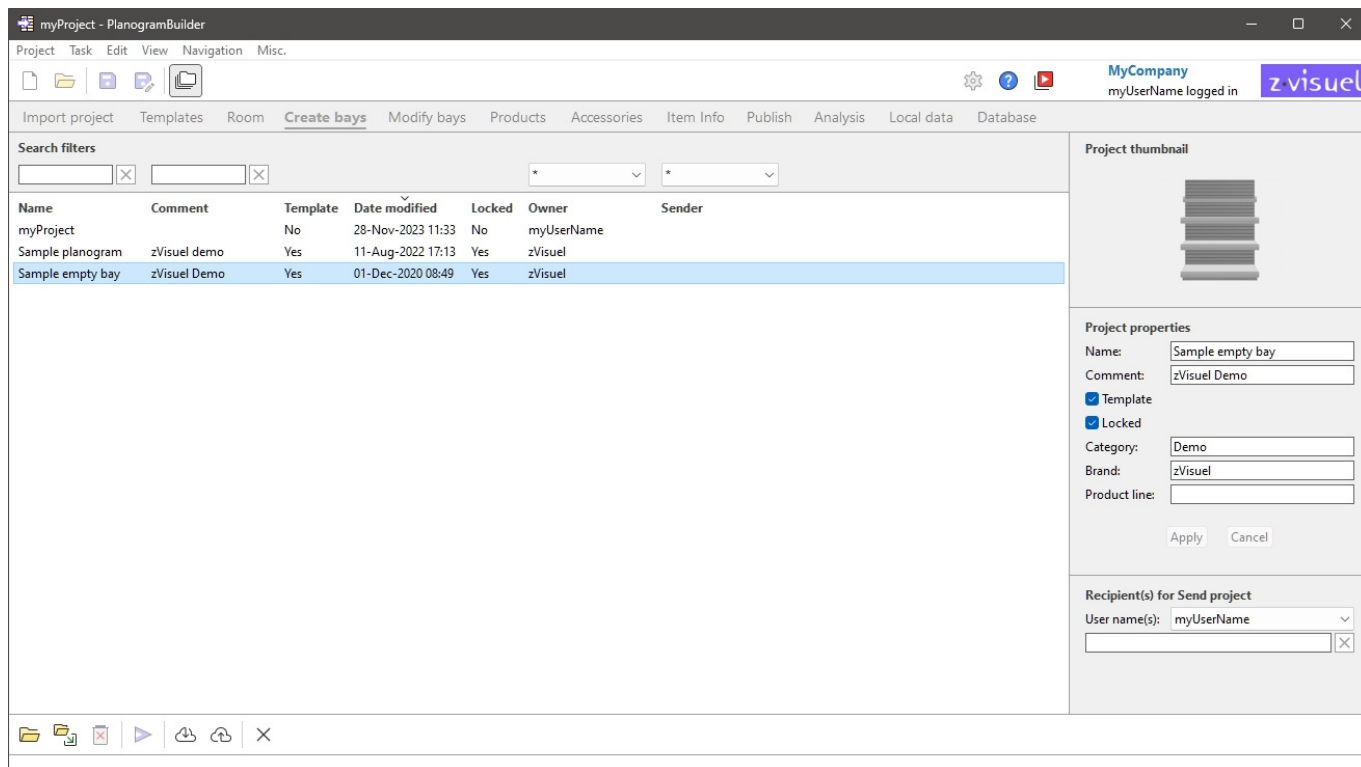 myProject - PlanogramBuilder
Project Task Edit View Navigation Misc.
MyCompany
myUserName logged in
z·visuel
Import project Templates Room Create bays Modify bays Products Accessories Item Info Publish Analysis Local data Database
Search filters
* *
Name Comment Template Date modified Locked Owner Sender
myProject No 28-Nov-2023 11:33 No myUserName
Sample planogram zVisuel demo Yes 11-Aug-2022 17:13 Yes zVisuel
Sample empty bay zVisuel Demo Yes 01-Dec-2020 08:49 Yes zVisuel
Project thumbnail
Project properties
Name: Sample empty bay
Comment: zVisuel Demo
Template
Locked
Category: Demo
Brand: zVisuel
Product line:
Apply Cancel
Recipient(s) for Send project
User name(s): myUserName